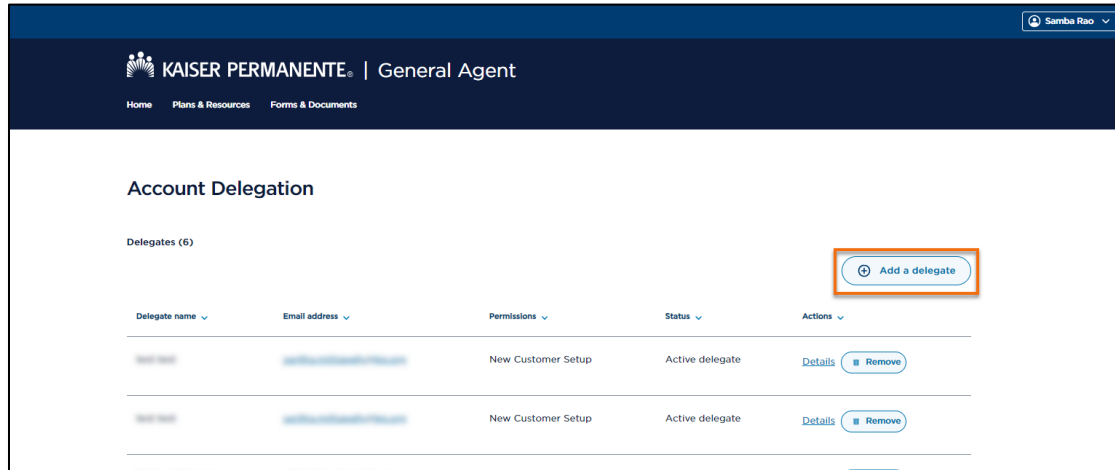 Samba Rao
KAISER PERMANENTE® | General Agent
Home Plans & Resources Forms & Documents
Account Delegation
Delegates (6)
Add a delegate
Delegate name Email address Permissions Status Actions
New Customer Setup Active delegate Details Remove
New Customer Setup Active delegate Details Remove